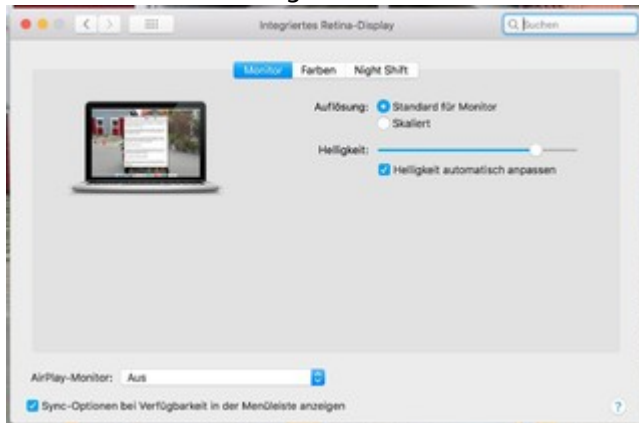 Integriertes Retina-Display
Suchen
Monitor Farben Night Shift
Auflösung: Standard für Monitor
Skaliert
Helligkeit:
Helligkeit automatisch anpassen
AirPlay-Monitor: Aus
Sync-Optionen bei Verfügbarkeit in der Menüleiste anzeigen
?